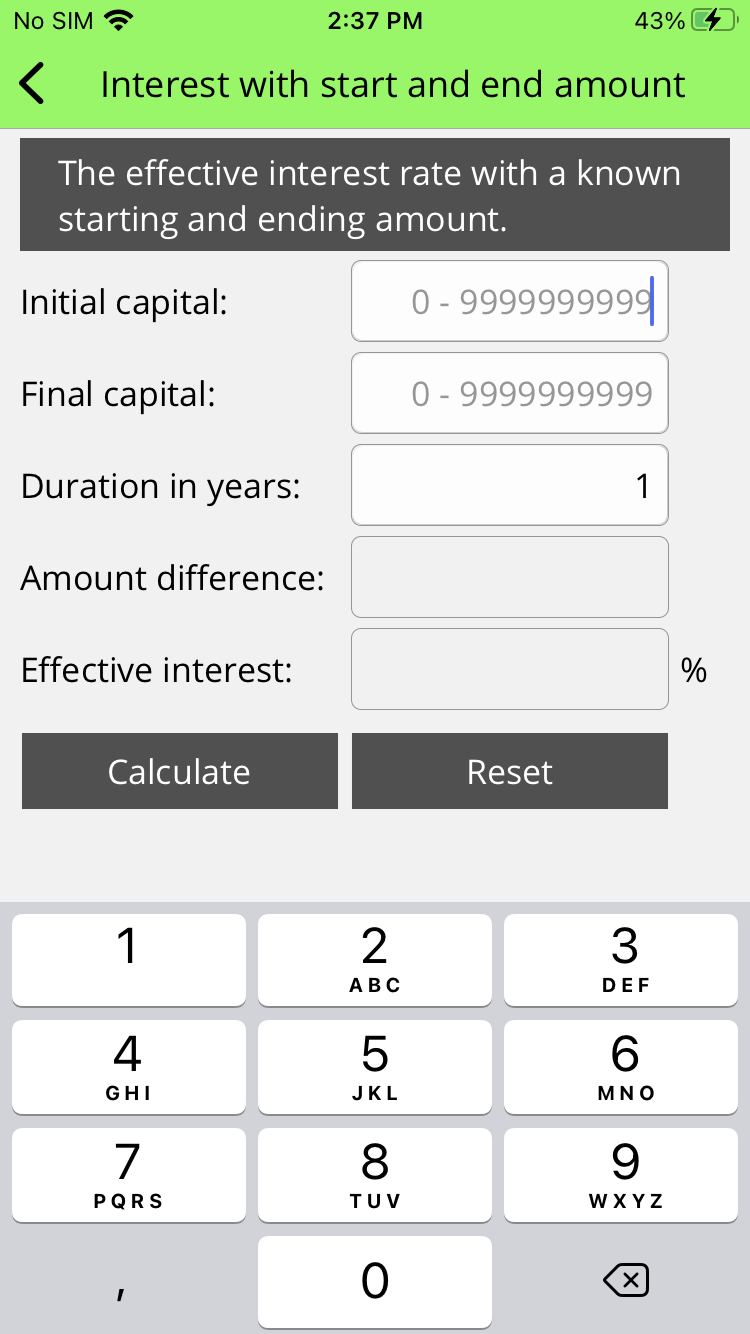 No SIM 2:37 PM 43%
Interest with start and end amount
The effective interest rate with a known
starting and ending amount.
Initial capital: 0 - 9999999999
Final capital: 0 - 9999999999
Duration in years: 1
Amount difference:
Effective interest: %
Calculate Reset
1 2 3
ABC DEF
4 5 6
GHI JKL MNO
7 8 9
PQRS TUV WXYZ
, 0